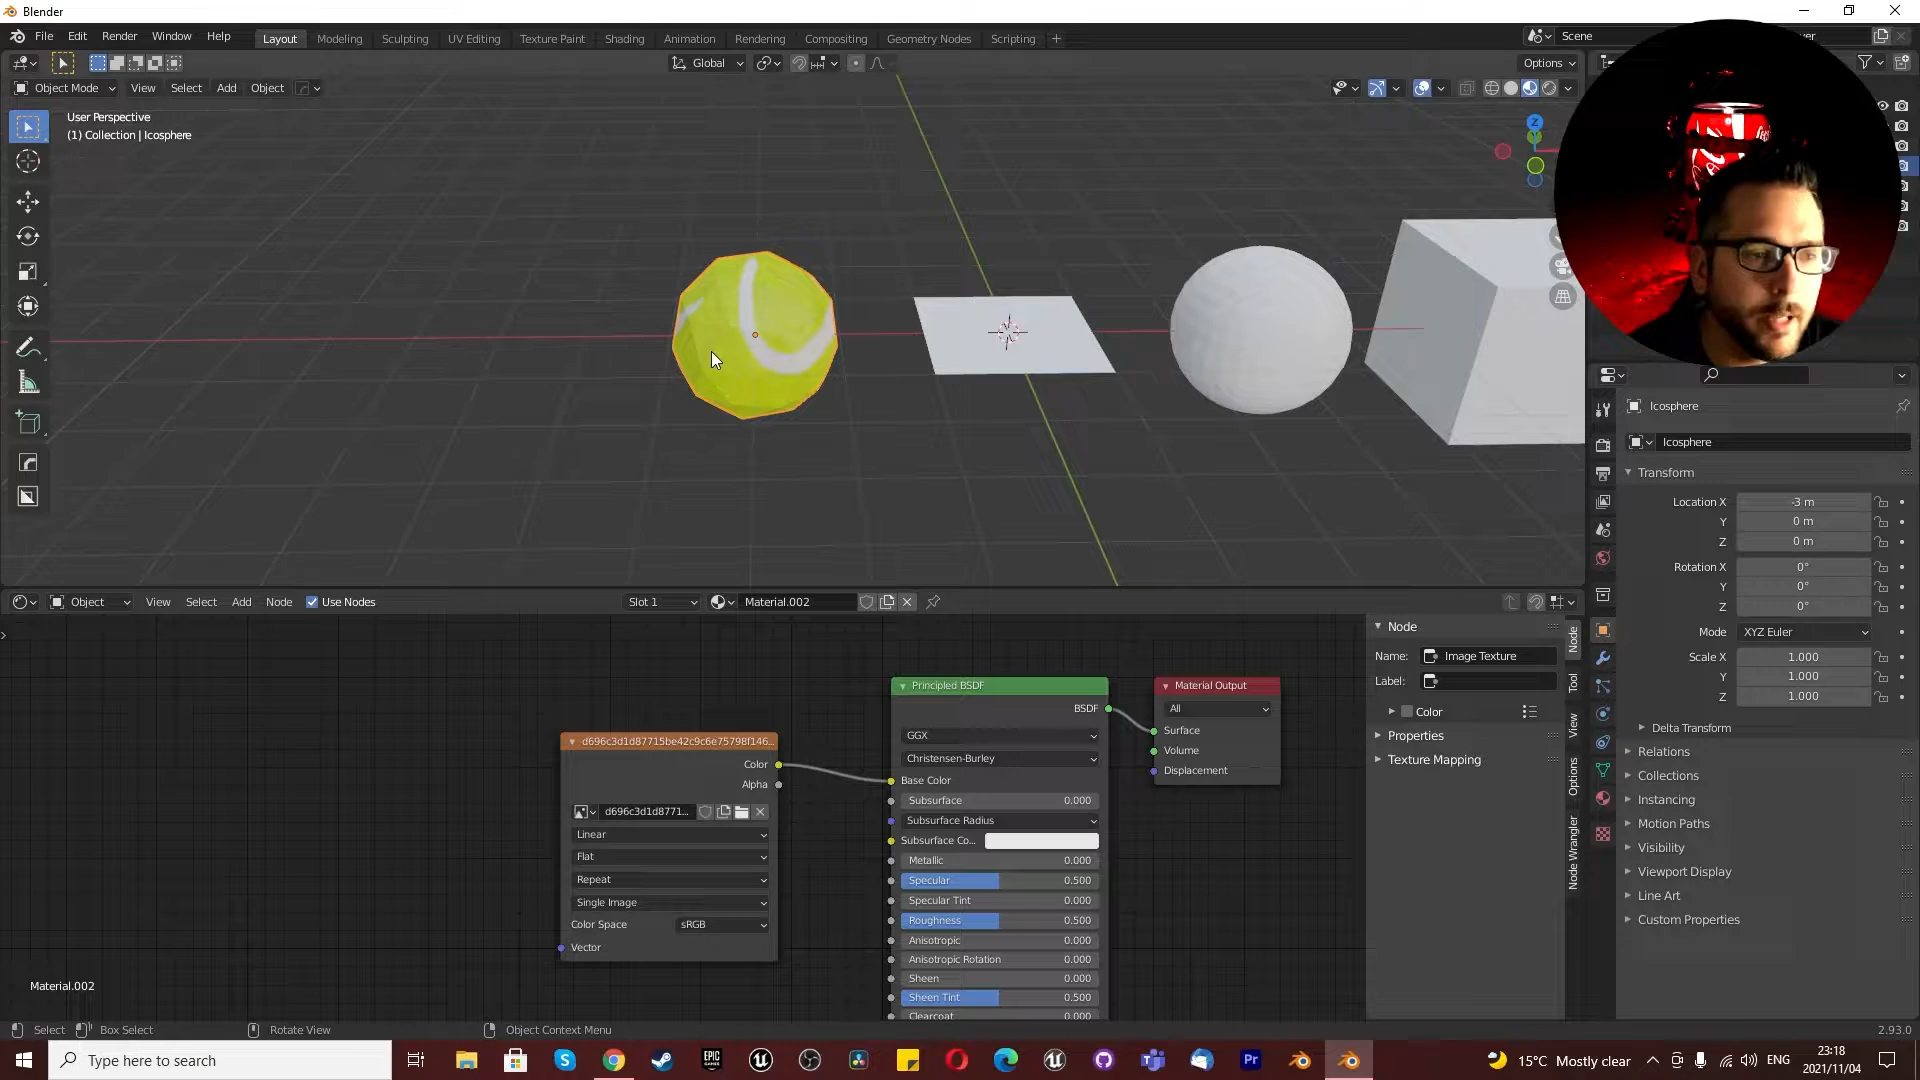 Blender
File Edit Render Window Help
Layout Modeling Sculpting UV Editing Texture Paint Shading Animation Rendering Compositing Geometry Nodes Scripting +
Scene
Global
Options
Object Mode View Select Add Object
User Perspective
(1) Collection | Icosphere
Z
Icosphere
Icosphere
Transform
Location X -3 m
Y 0 m
Z 0 m
Rotation X 0°
Y 0°
Z 0°
Mode XYZ Euler
Scale X 1.000
Y 1.000
Z 1.000
Delta Transform
Relations
Collections
Instancing
Motion Paths
Visibility
Viewport Display
Line Art
Custom Properties
Object View Select Add Node Use Nodes Slot 1 Material.002
Node
Name: Image Texture
Label:
Color
Properties
Texture Mapping
Node
Tool
View
Options
Node Wrangler
d696c3d1d87715be42c9c6e75798f146...
Color
Alpha
d696c3d1d8771...
Linear
Flat
Repeat
Single Image
Color Space sRGB
Vector
Principled BSDF
BSDF
GGX
Christensen-Burley
Base Color
Subsurface 0.000
Subsurface Radius
Subsurface Co...
Metallic 0.000
Specular 0.500
Specular Tint 0.000
Roughness 0.500
Anisotropic 0.000
Anisotropic Rotation 0.000
Sheen 0.000
Sheen Tint 0.500
Clearcoat 0.000
Material Output
All
Surface
Volume
Displacement
Material.002
Select Box Select Rotate View Object Context Menu 2.93.0
Type here to search
EPIC GAMES
Pr
15°C Mostly clear
ENG
23:18
2021/11/04